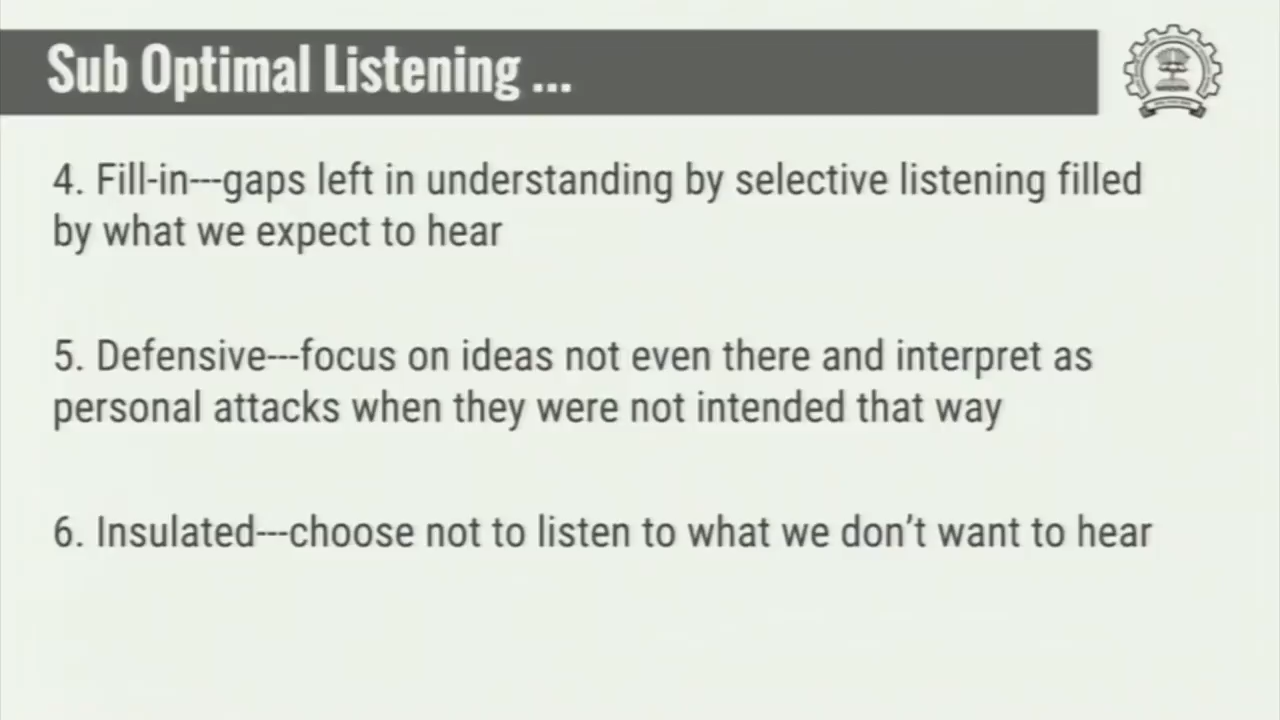 Sub Optimal Listening ...
4. Fill-in---gaps left in understanding by selective listening filled
by what we expect to hear
5. Defensive---focus on ideas not even there and interpret as
personal attacks when they were not intended that way
6. Insulated---choose not to listen to what we don't want to hear